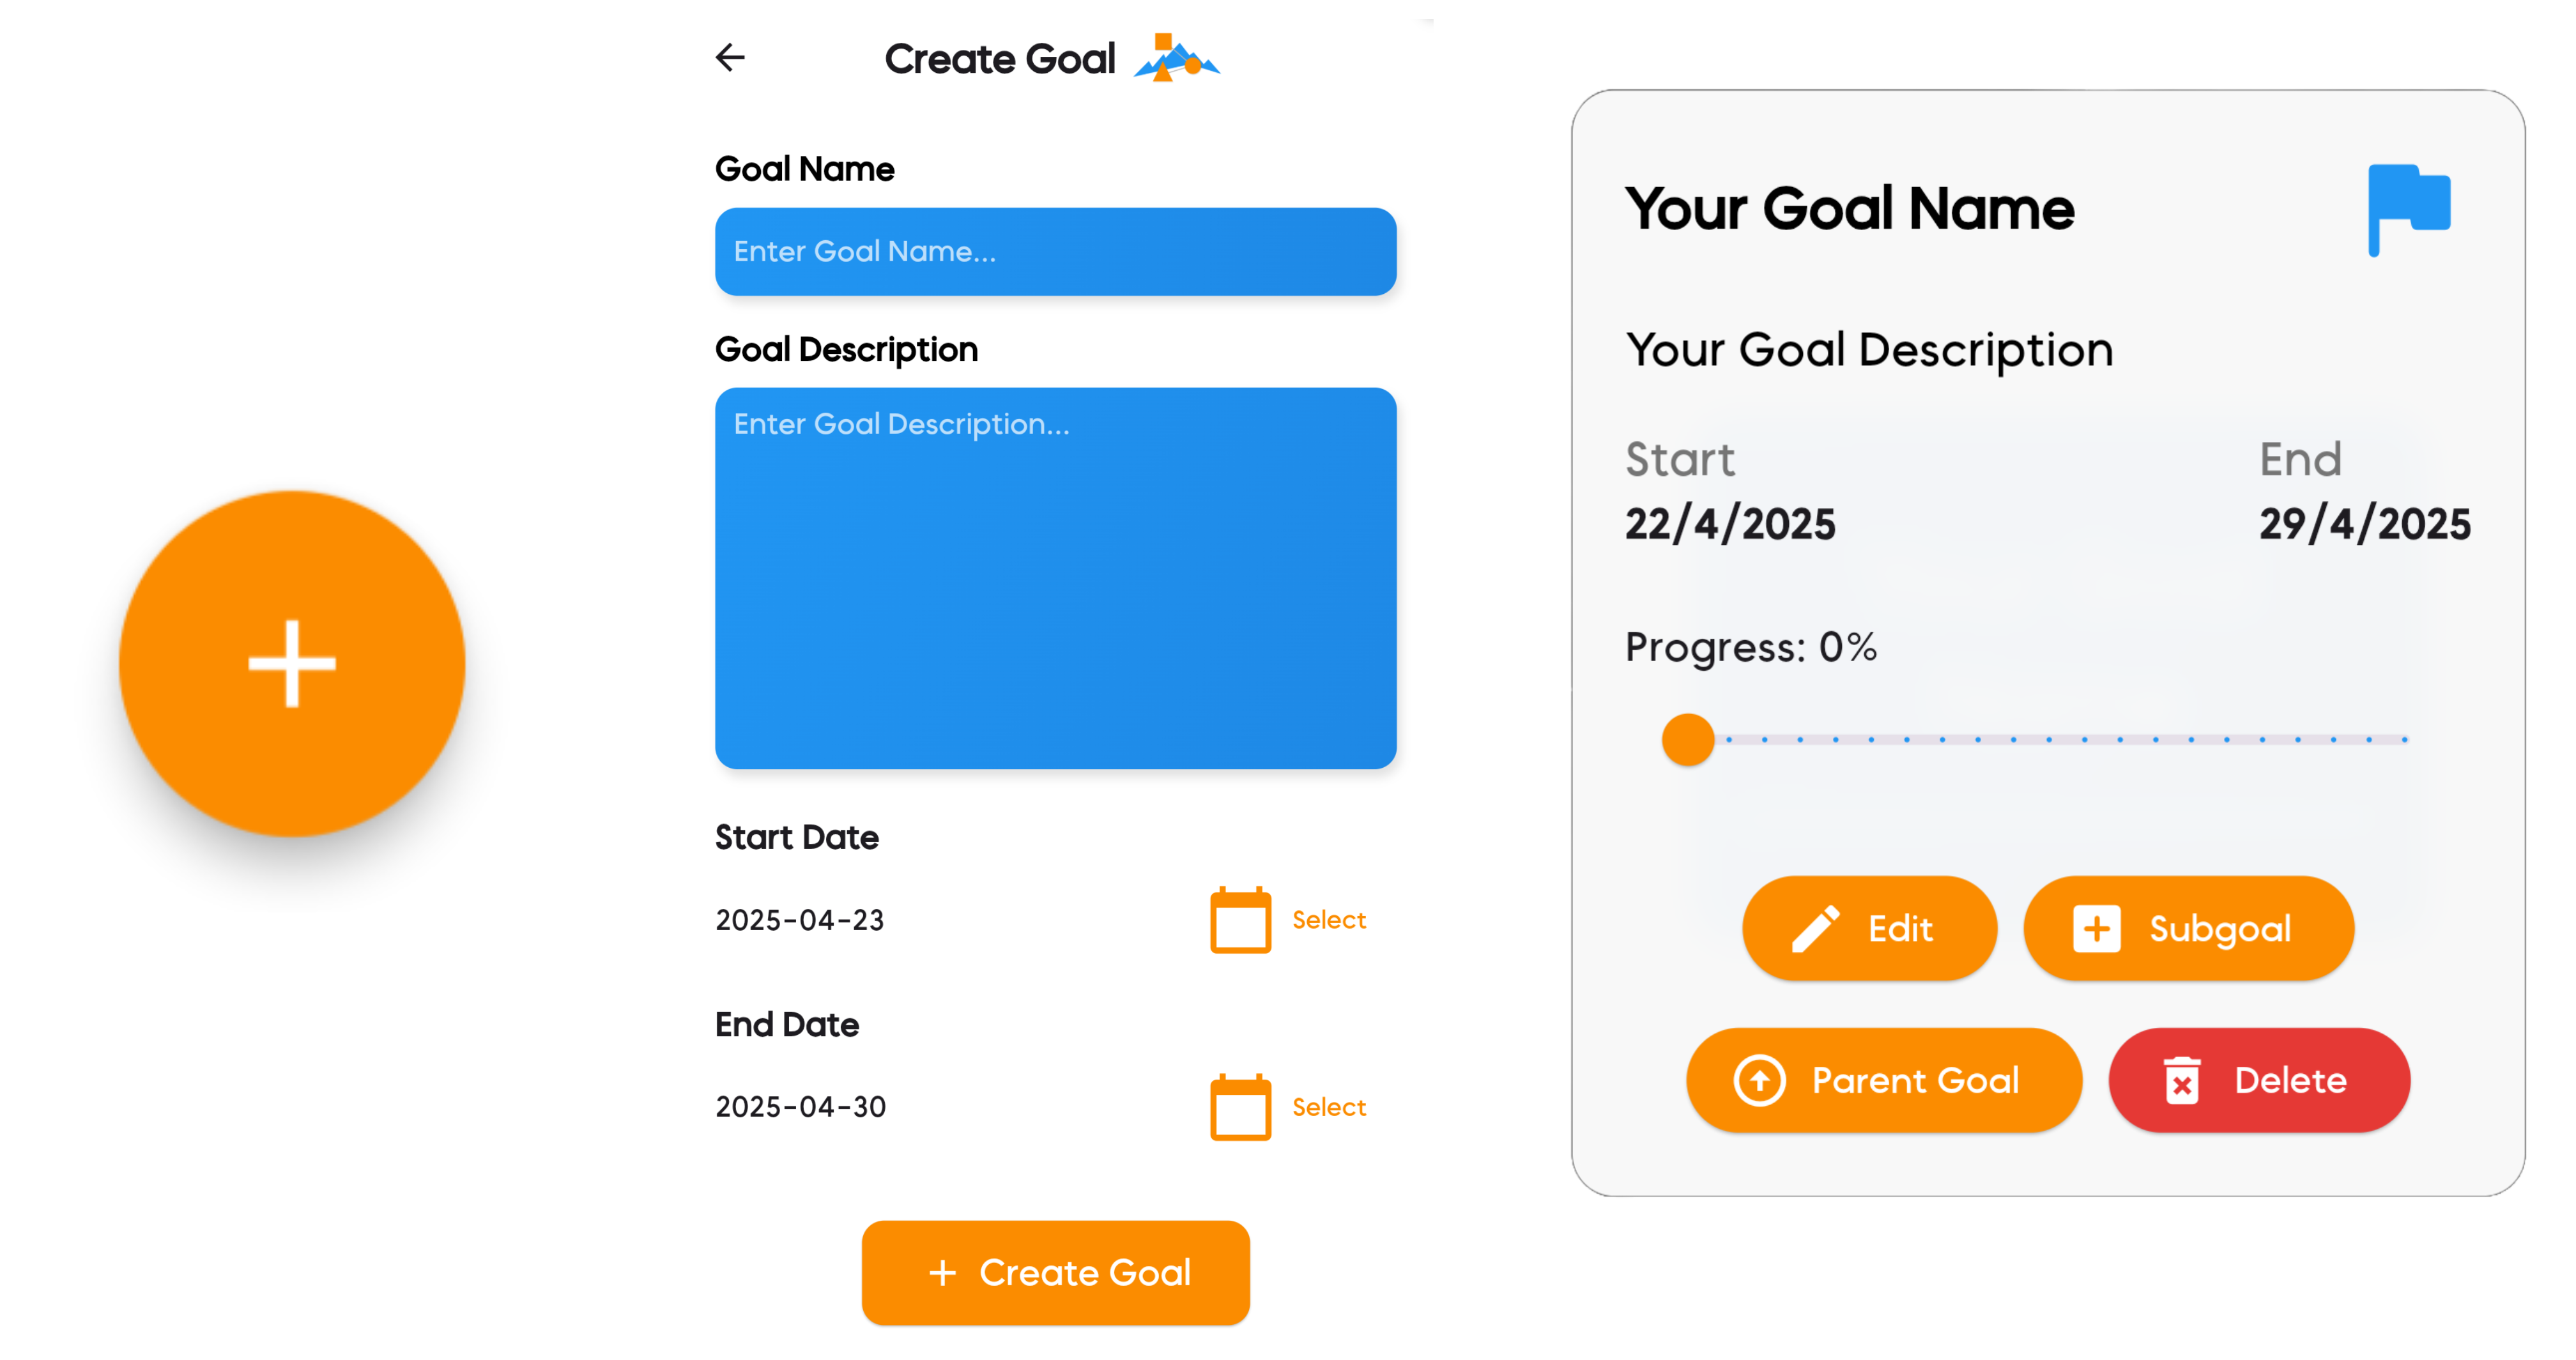 Create Goal
Goal Name
Enter Goal Name...
Goal Description
Enter Goal Description...
Start Date
2025-04-23
Select
End Date
2025-04-30
Select
+ Create Goal
Your Goal Name
Your Goal Description
Start
End
22/4/2025
29/4/2025
Progress: 0%
Edit
Subgoal
Parent Goal
Delete